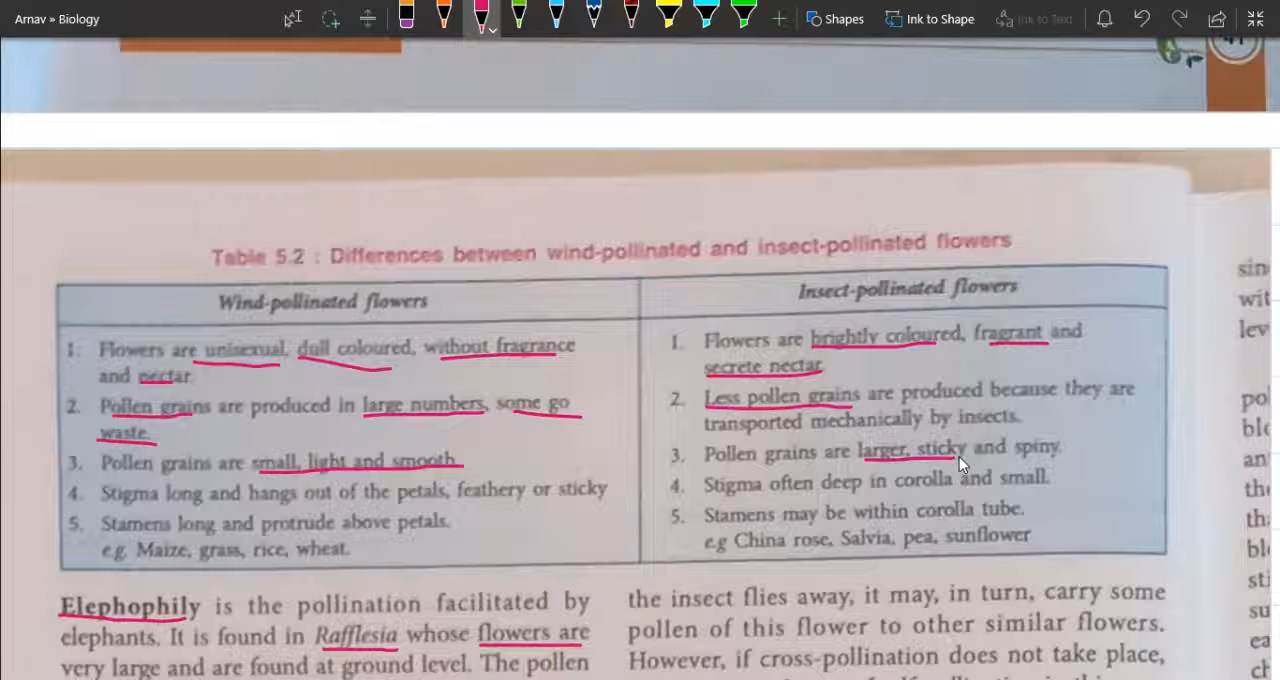 Arnav » Biology
Shapes
Ink to Shape
Ink to Text
Table 5.2 : Differences between wind-pollinated and insect-pollinated flowers
Wind-pollinated flowers
1. Flowers are unisexual, dull coloured, without fragrance
and nectar.
2. Pollen grains are produced in large numbers, some go
waste.
3. Pollen grains are small, light and smooth.
4. Stigma long and hangs out of the petals, feathery or sticky
5. Stamens long and protrude above petals.
e.g. Maize, grass, rice, wheat.
Insect-pollinated flowers
1. Flowers are brightly coloured, fragrant and
secrete nectar
2. Less pollen grains are produced because they are
transported mechanically by insects.
3. Pollen grains are larger, sticky and spiny.
4. Stigma often deep in corolla and small.
5. Stamens may be within corolla tube.
e.g China rose, Salvia, pea, sunflower
Elephophily is the pollination facilitated by
elephants. It is found in Rafflesia whose flowers are
very large and are found at ground level. The pollen
the insect flies away, it may, in turn, carry some
pollen of this flower to other similar flowers.
However, if cross-pollination does not take place,